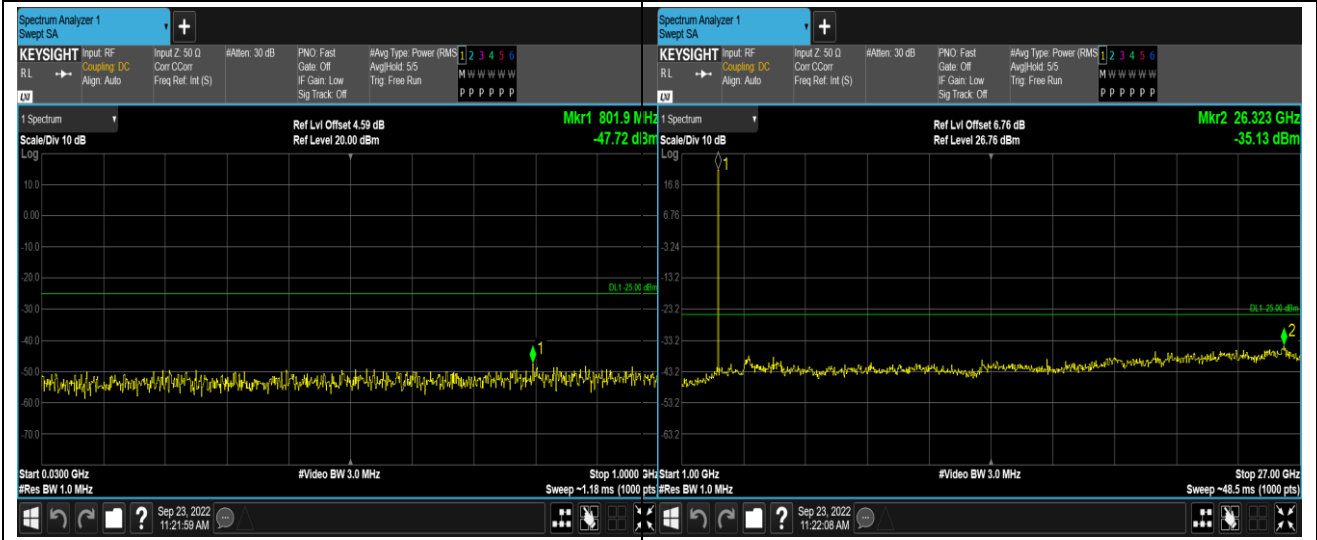 Spectrum Analyzer 1
Swept SA
+
KEYSIGHT Input: RF Input Z: 50 Ω #Atten: 30 dB PNO: Fast #Avg Type: Power (RMS 1 2 3 4 5 6
RL Coupling: DC Corr CCorr Gate: Off Avg|Hold: 5/5 M W W W W W
Align: Auto Freq Ref: Int (S) IF Gain: Low Trig: Free Run
Sig Track: Off P P P P P P
LXI
1 Spectrum
Ref Lvl Offset 4.59 dB
Mkr1 801.9 MHz
Scale/Div 10 dB
Ref Level 20.00 dBm
-47.72 dBm
Log
10.0
0.00
-10.0
-20.0
DL1 -25.00 dBm
-30.0
-40.0
1
-50.0
-60.0
-70.0
Start 0.0300 GHz #Video BW 3.0 MHz Stop 1.0000 GHz
#Res BW 1.0 MHz Sweep ~1.18 ms (1000 pts
? Sep 23, 2022
11:21:59 AM
Spectrum Analyzer 1
Swept SA
+
KEYSIGHT Input: RF Input Z: 50 Ω #Atten: 30 dB PNO: Fast #Avg Type: Power (RMS 1 2 3 4 5 6
RL Coupling: DC Corr CCorr Gate: Off Avg|Hold: 5/5 M W W W W W
Align: Auto Freq Ref: Int (S) IF Gain: Low Trig: Free Run
Sig Track: Off P P P P P P
LXI
1 Spectrum
Ref Lvl Offset 6.76 dB
Mkr2 26.323 GHz
Scale/Div 10 dB
Ref Level 26.76 dBm
-35.13 dBm
Log
1
16.8
6.76
-3.24
-13.2
-23.2
DL1 -25.00 dBm
-33.2
2
-43.2
-53.2
-63.2
Start 1.00 GHz #Video BW 3.0 MHz Stop 27.00 GHz
#Res BW 1.0 MHz Sweep ~48.5 ms (1000 pts)
? Sep 23, 2022
11:22:08 AM